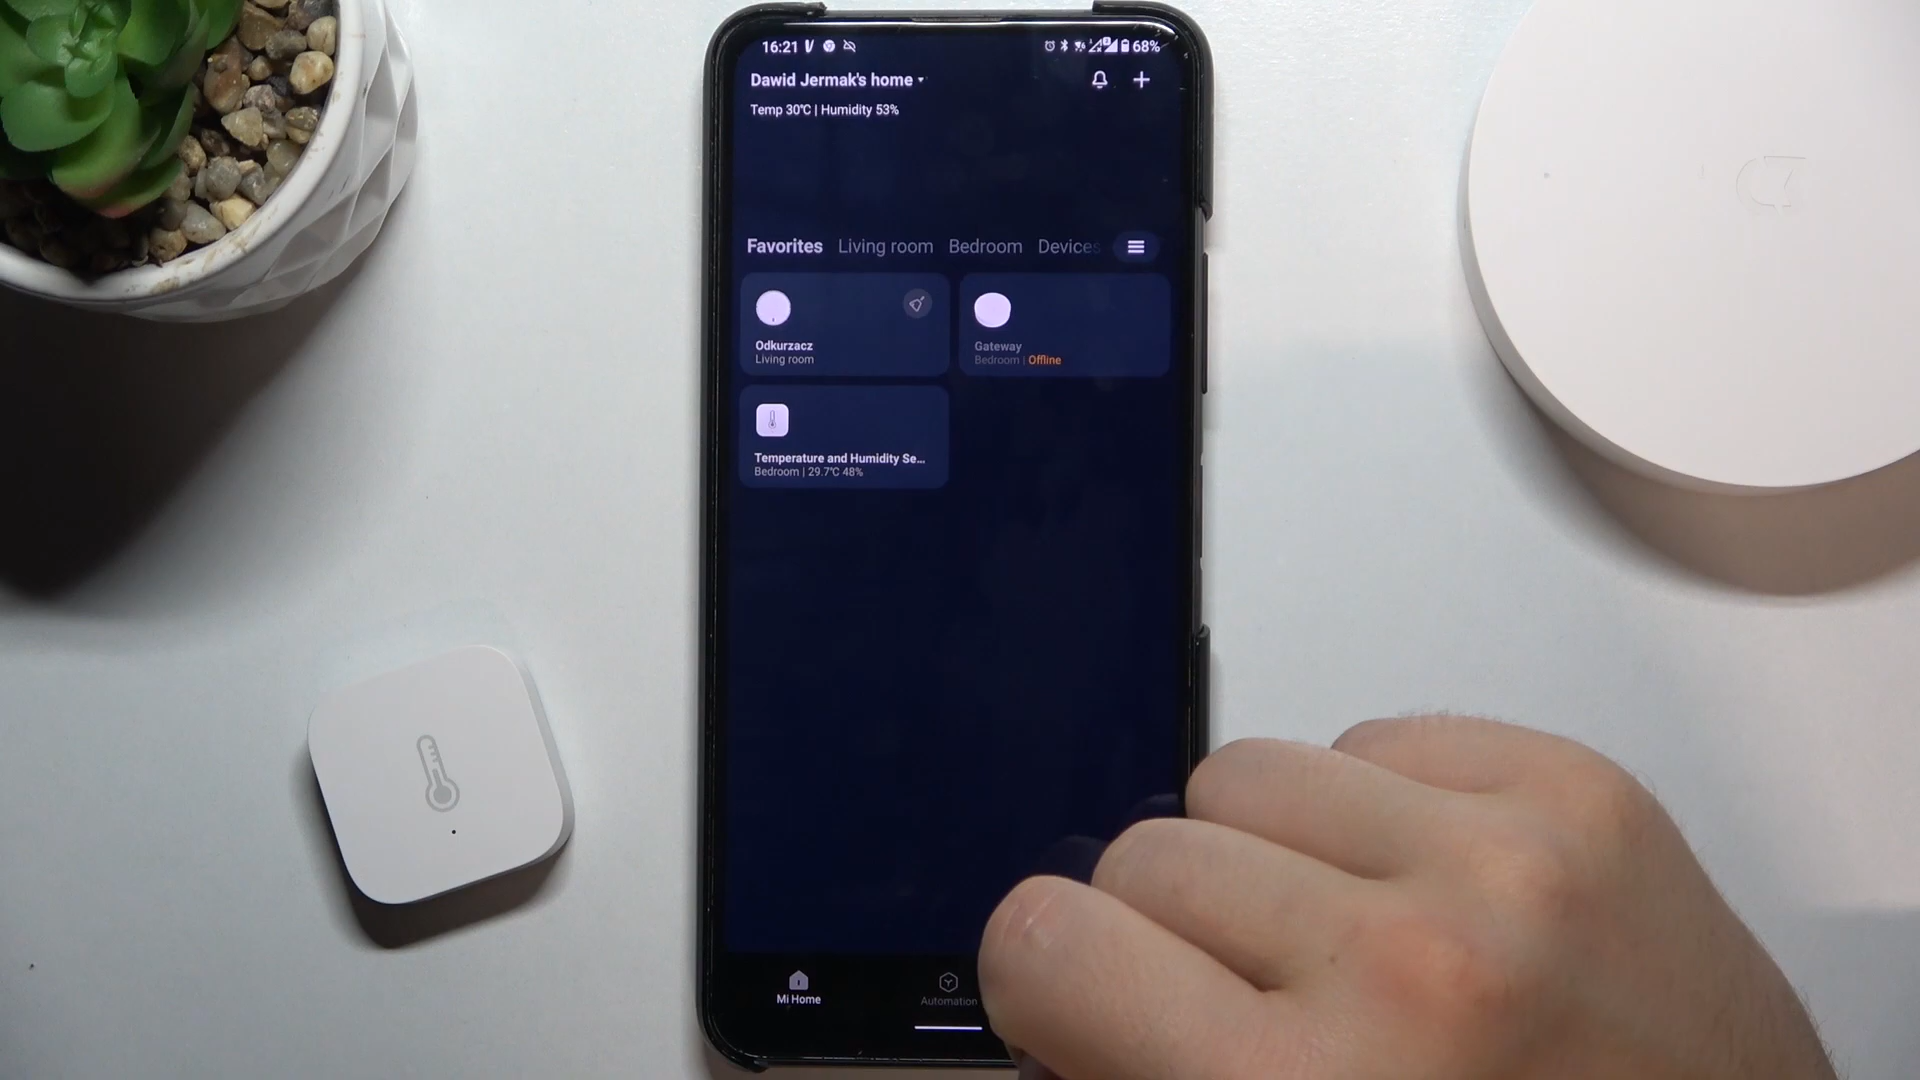 16:21 68%
Dawid Jermak's home
Temp 30℃ | Humidity 53%
Favorites Living room Bedroom Devices
Odkurzacz
Living room
Gateway
Bedroom | Offline
Temperature and Humidity Se...
Bedroom | 29.7℃ 48%
Mi Home
Automation